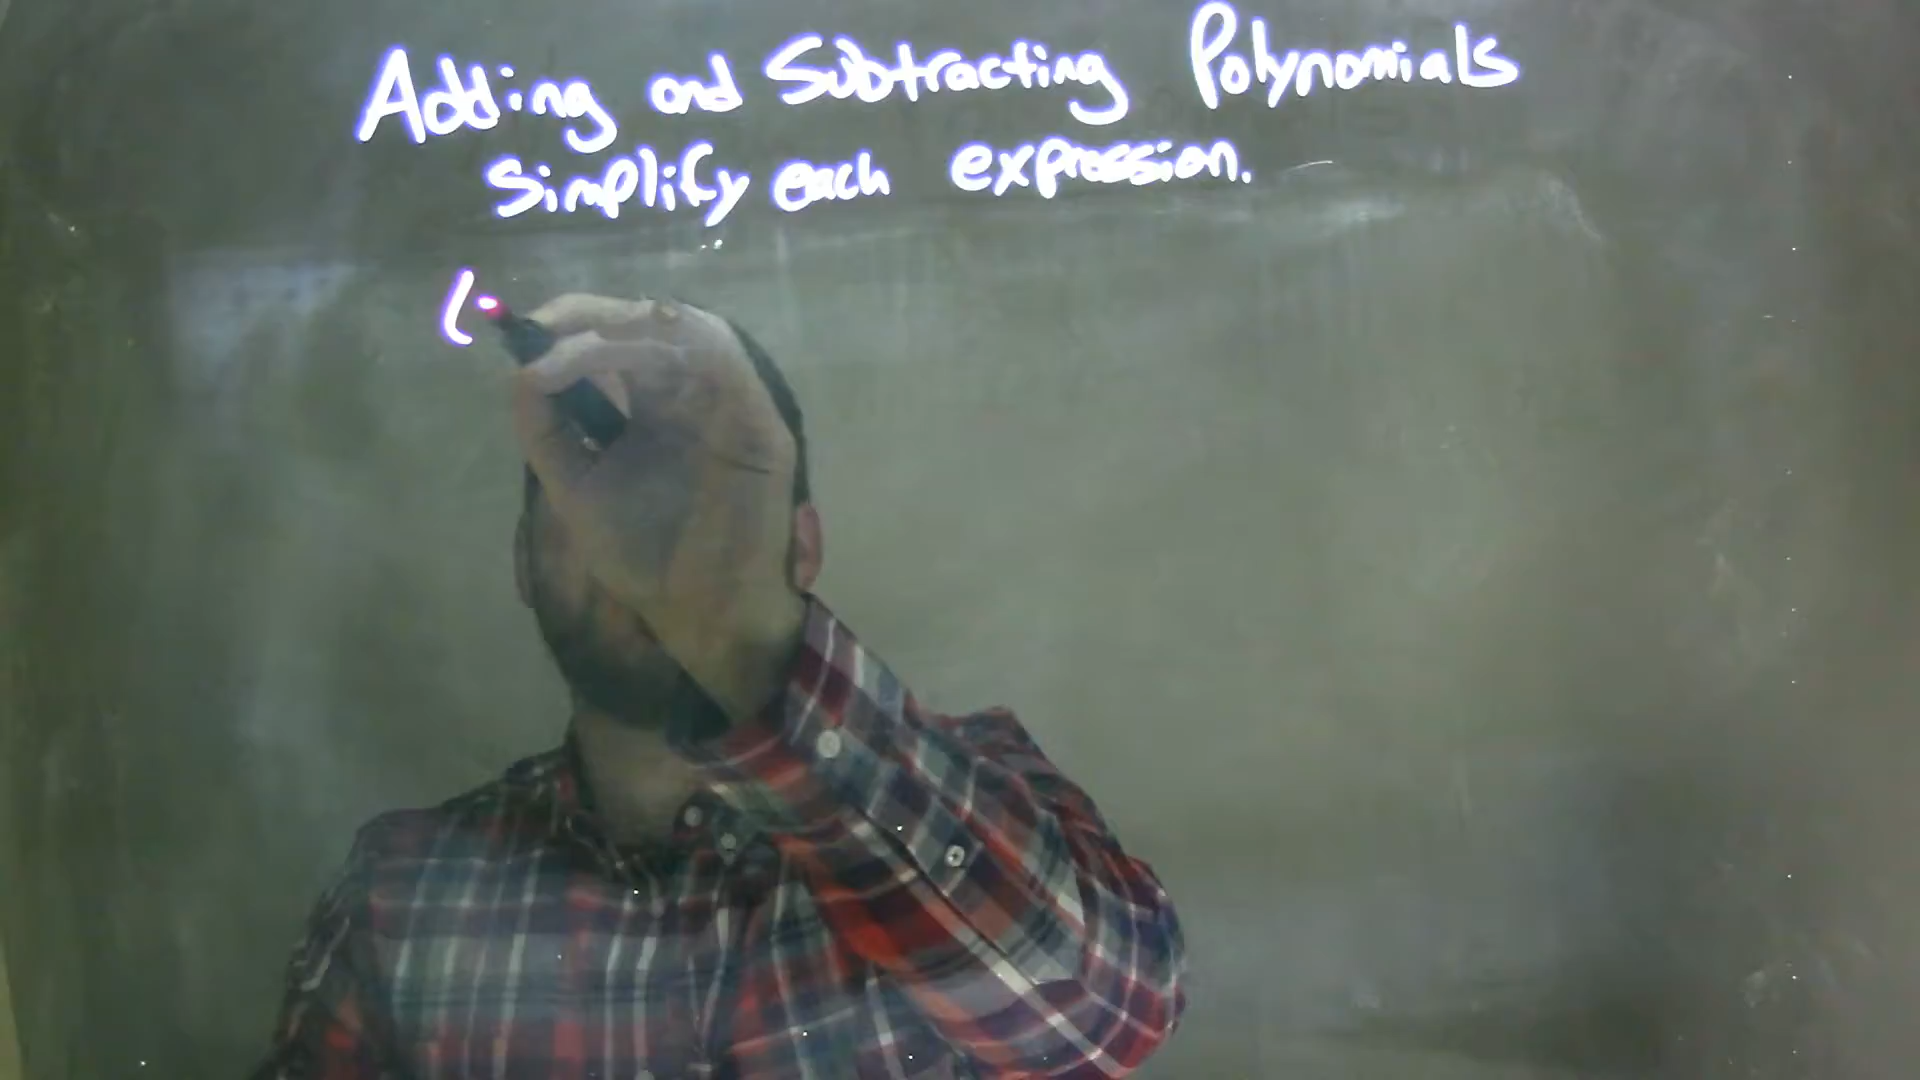 Adding and Subtracting Polynomials
Simplify each expression.
(